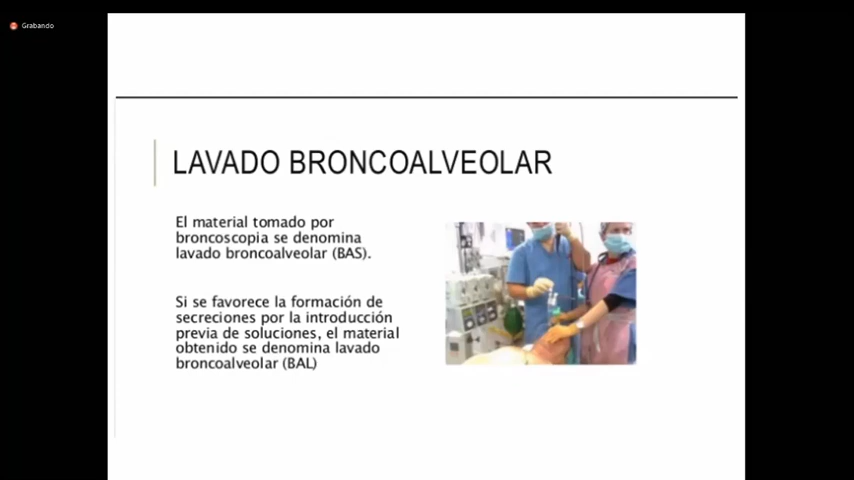 Grabando
LAVADO BRONCOALVEOLAR
El material tomado por
broncoscopia se denomina
lavado broncoalveolar (BAS).
Si se favorece la formación de
secreciones por la introducción
previa de soluciones, el material
obtenido se denomina lavado
broncoalveolar (BAL)